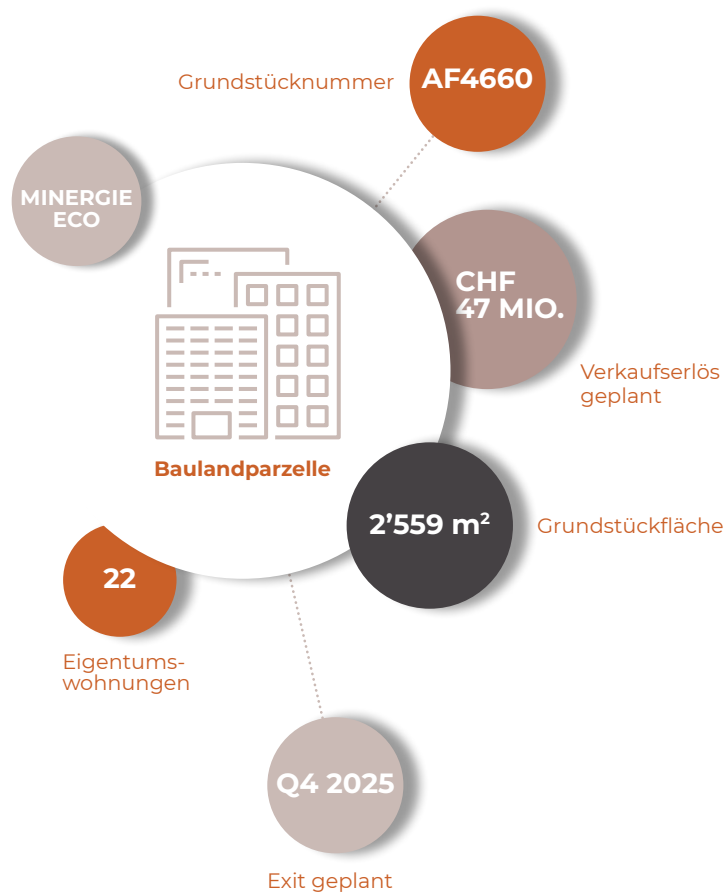 Grundstücknummer
AF4660
MINERGIE
ECO
CHF
47 MIO.
Verkaufserlös
geplant
Baulandparzelle
2’559 m²
Grundstückfläche
22
Eigentums-
wohnungen
Q4 2025
Exit geplant